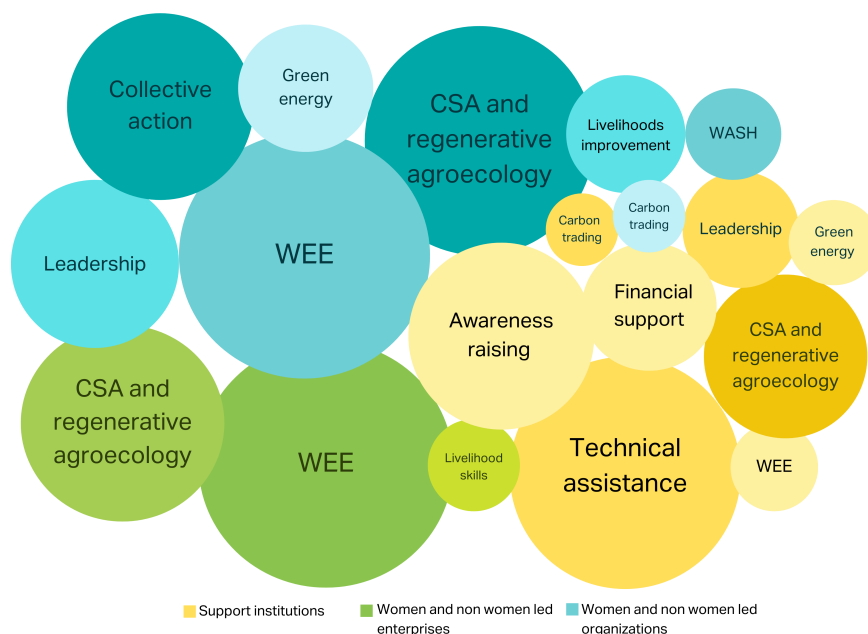 Collective
action
Green
energy
CSA and
regenerative
agroecology
Livelihoods
improvement
WASH
Leadership
WEE
Carbon
trading
Carbon
trading
Leadership
Green
energy
Awareness
raising
Financial
support
CSA and
regenerative
agroecology
CSA and
regenerative
agroecology
WEE
Livelihood
skills
Technical
assistance
WEE
Support institutions
Women and non women led
enterprises
Women and non women led
organizations